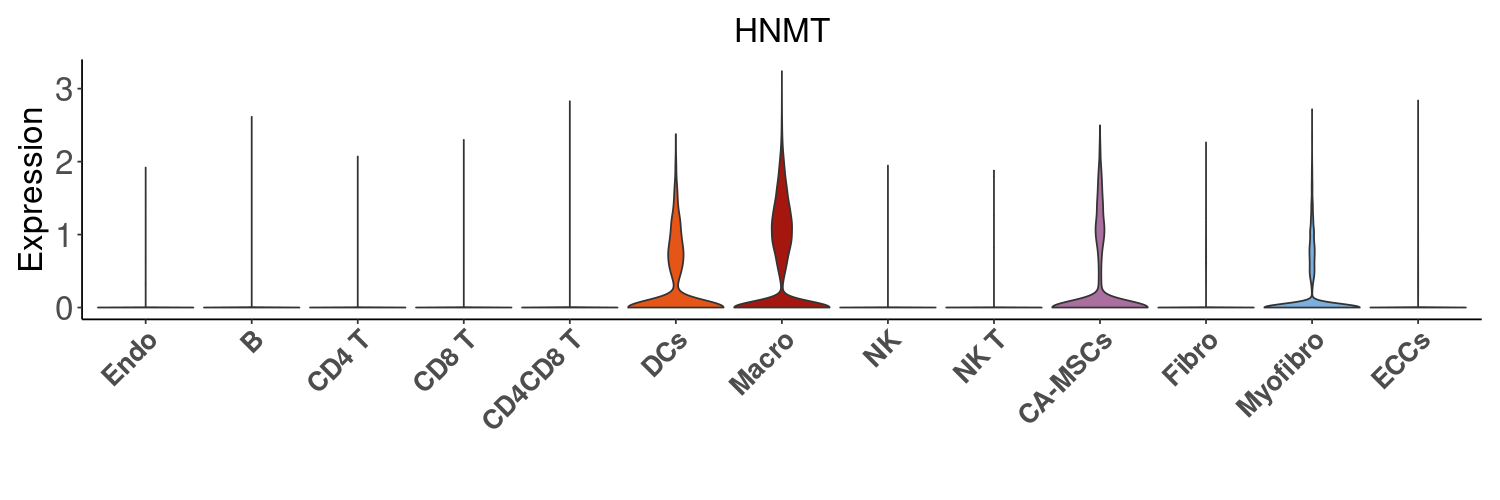 HNMT
Expression
3
2
1
0
Endo
B
CD4 T
CD8 T
CD4CD8 T
DCs
Macro
NK
NK T
CA-MSCs
Fibro
Myofibro
ECCs